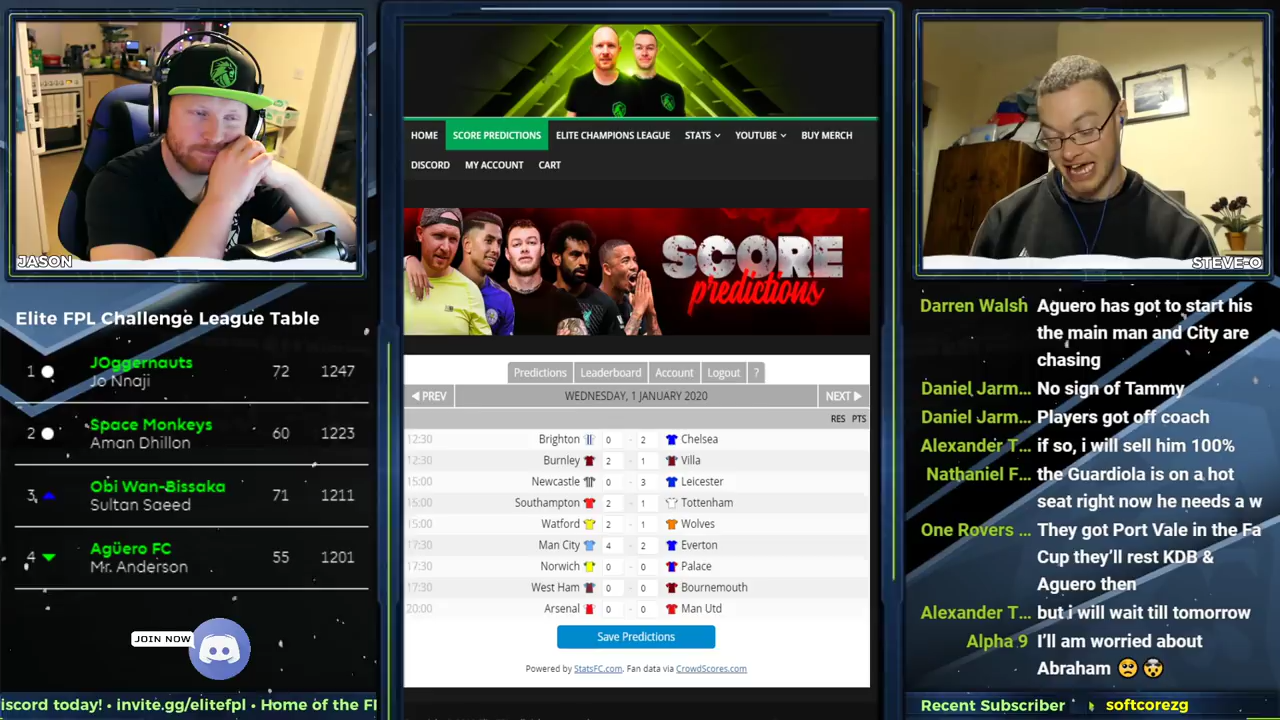 JASON
Elite FPL Challenge League Table
1 JOggernauts 72 1247
Jo Nnaji
2 Space Monkeys 60 1223
Aman Dhillon
3 Obi Wan-Bissaka 71 1211
Sultan Saeed
4 Agüero FC 55 1201
Mr. Anderson
JOIN NOW
iscord today! • invite.gg/elitefpl • Home of the F
HOME SCORE PREDICTIONS ELITE CHAMPIONS LEAGUE STATS YOUTUBE BUY MERCH
DISCORD MY ACCOUNT CART
SCORE
predictions
Predictions Leaderboard Account Logout ?
PREV WEDNESDAY, 1 JANUARY 2020 NEXT
RES PTS
12:30 Brighton 0 - 2 Chelsea
12:30 Burnley 2 - 1 Villa
15:00 Newcastle 0 - 3 Leicester
15:00 Southampton 2 - 1 Tottenham
15:00 Watford 2 - 1 Wolves
17:30 Man City 4 - 2 Everton
17:30 Norwich 0 - 0 Palace
17:30 West Ham 0 - 0 Bournemouth
20:00 Arsenal 0 - 0 Man Utd
Save Predictions
Powered by StatsFC.com. Fan data via CrowdScores.com
STEVE-O
Darren Walsh Aguero has got to start his
the main man and City are
chasing
Daniel Jarm... No sign of Tammy
Daniel Jarm... Players got off coach
Alexander T... if so, i will sell him 100%
Nathaniel F... the Guardiola is on a hot
seat right now he needs a w
One Rovers ... They got Port Vale in the Fa
Cup they'll rest KDB &
Aguero then
Alexander T... but i will wait till tomorrow
Alpha 9 I'll am worried about
Abraham 🥺 🤯
Recent Subscriber softcorezg